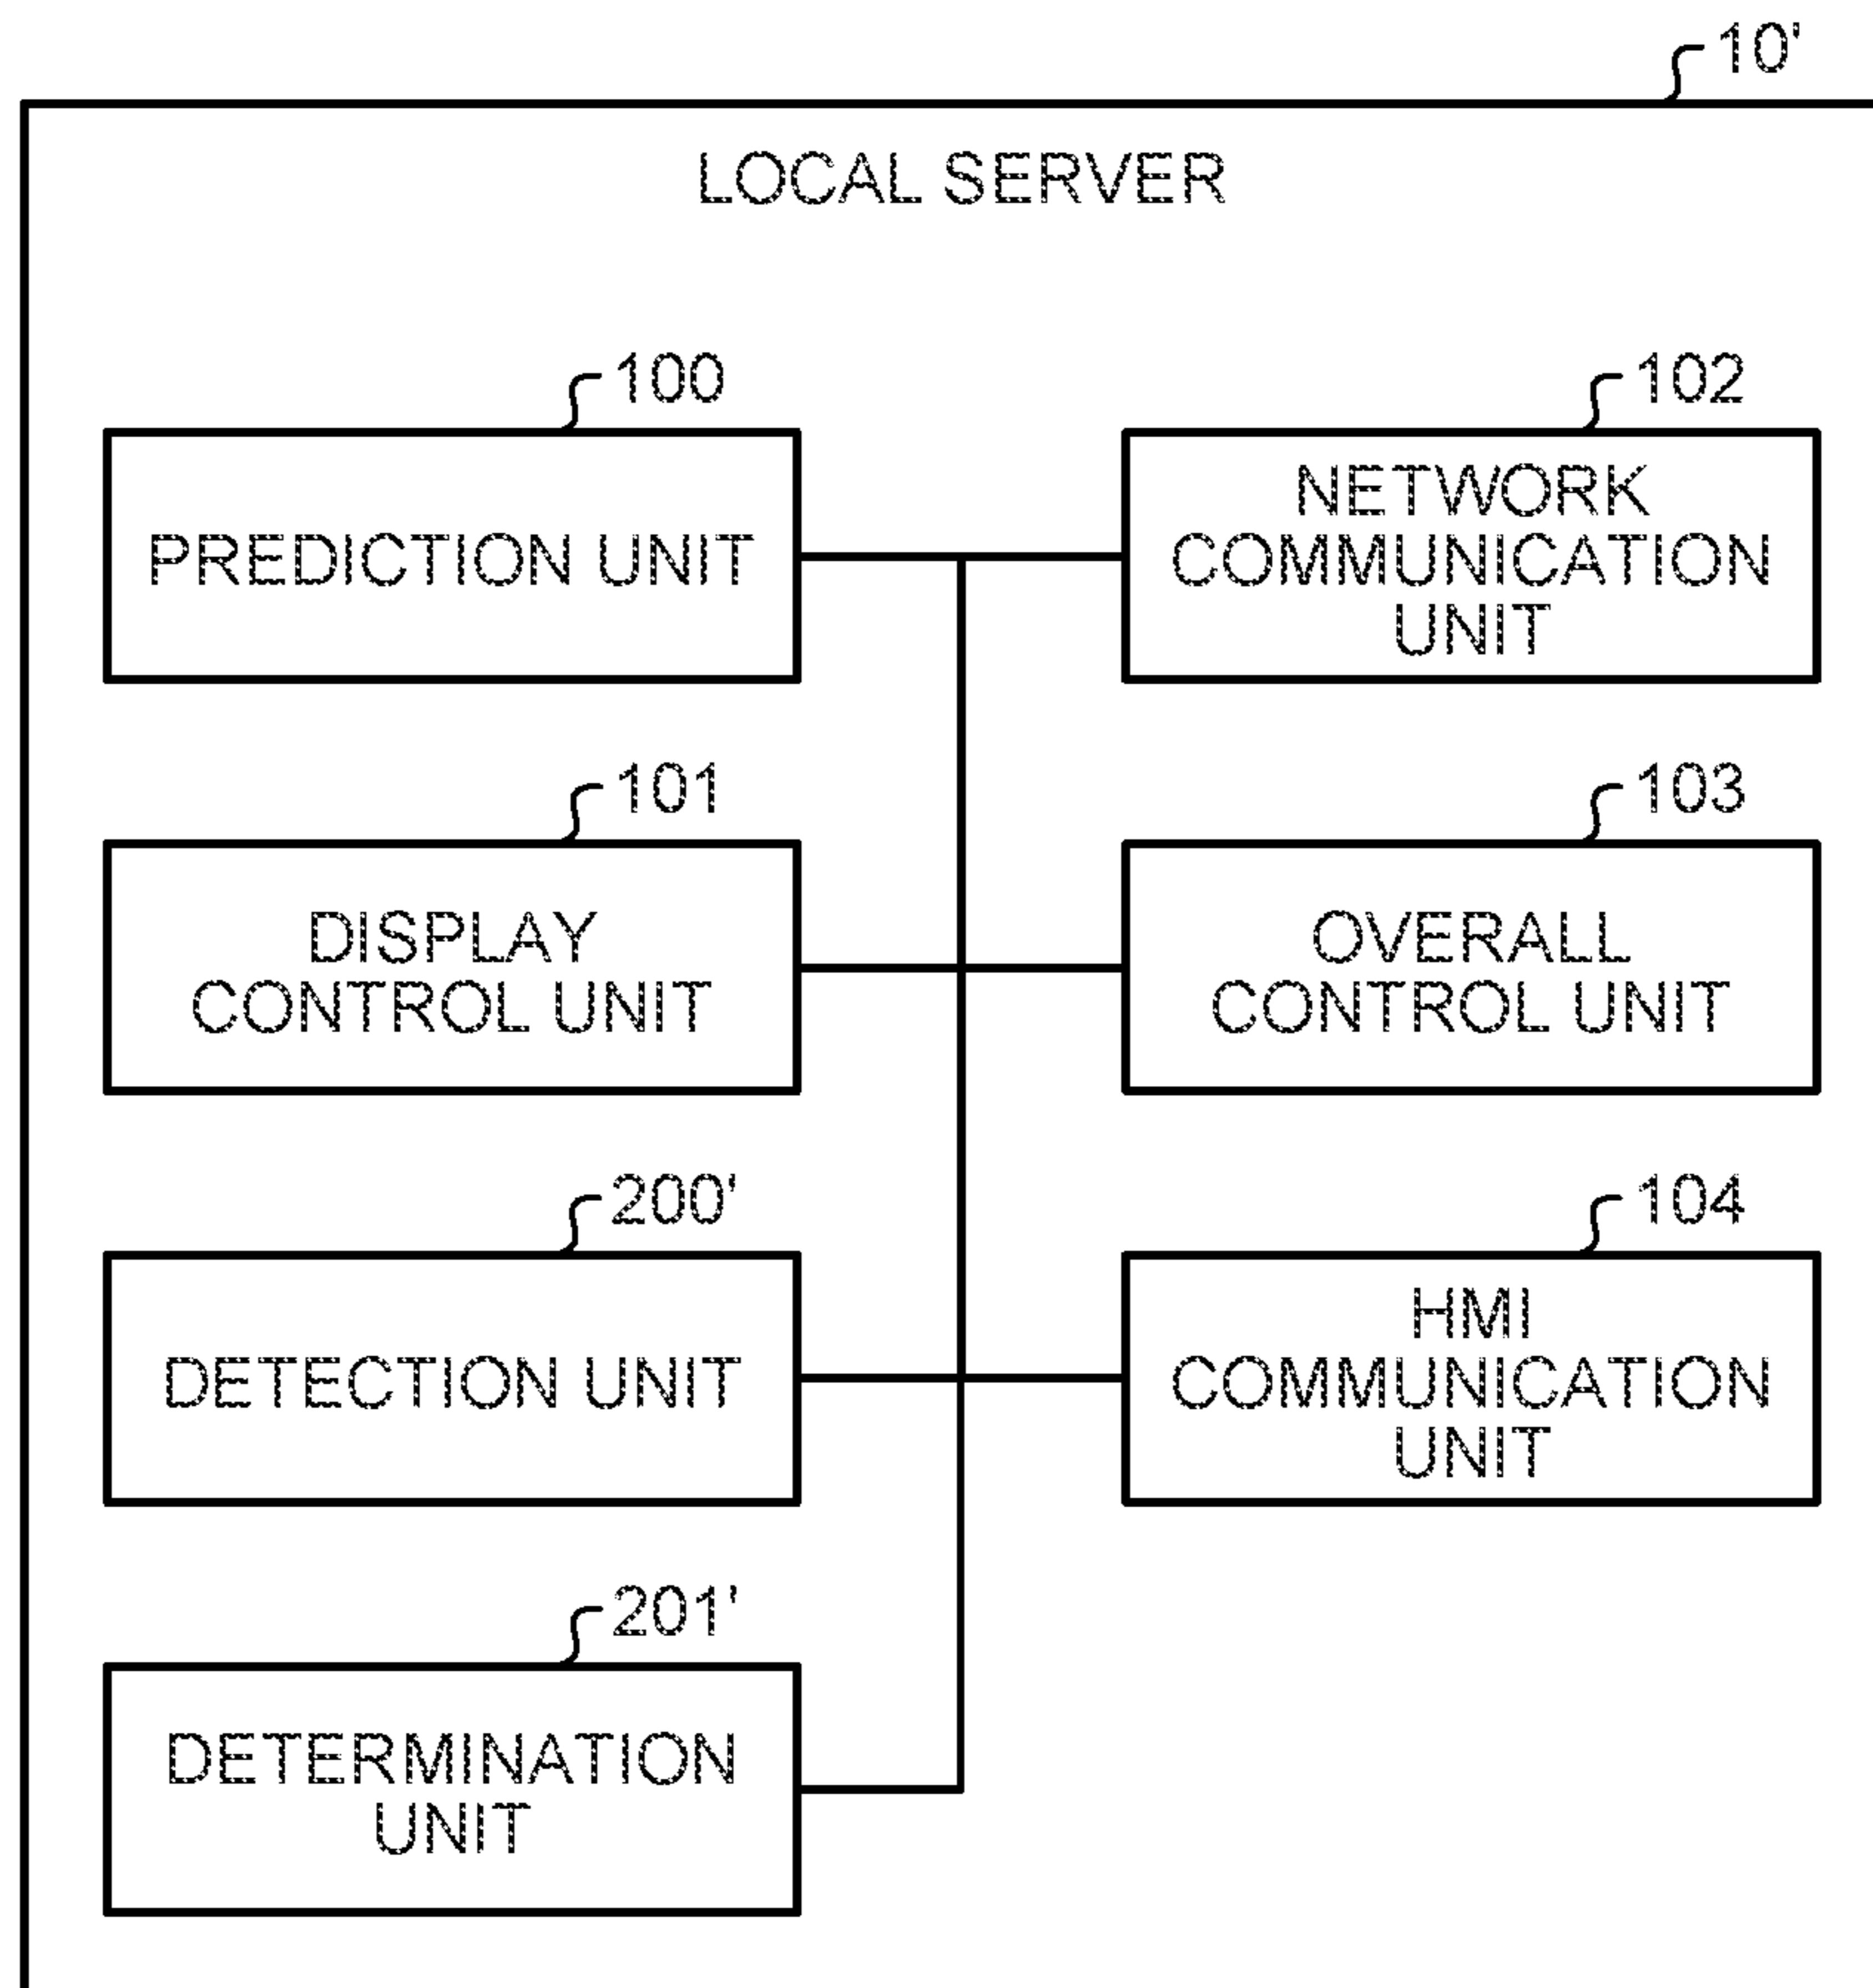 10'
LOCAL SERVER
100
PREDICTION UNIT
102
NETWORK
COMMUNICATION
UNIT
101
DISPLAY
CONTROL UNIT
103
OVERALL
CONTROL UNIT
200'
DETECTION UNIT
104
HMI
COMMUNICATION
UNIT
201'
DETERMINATION
UNIT